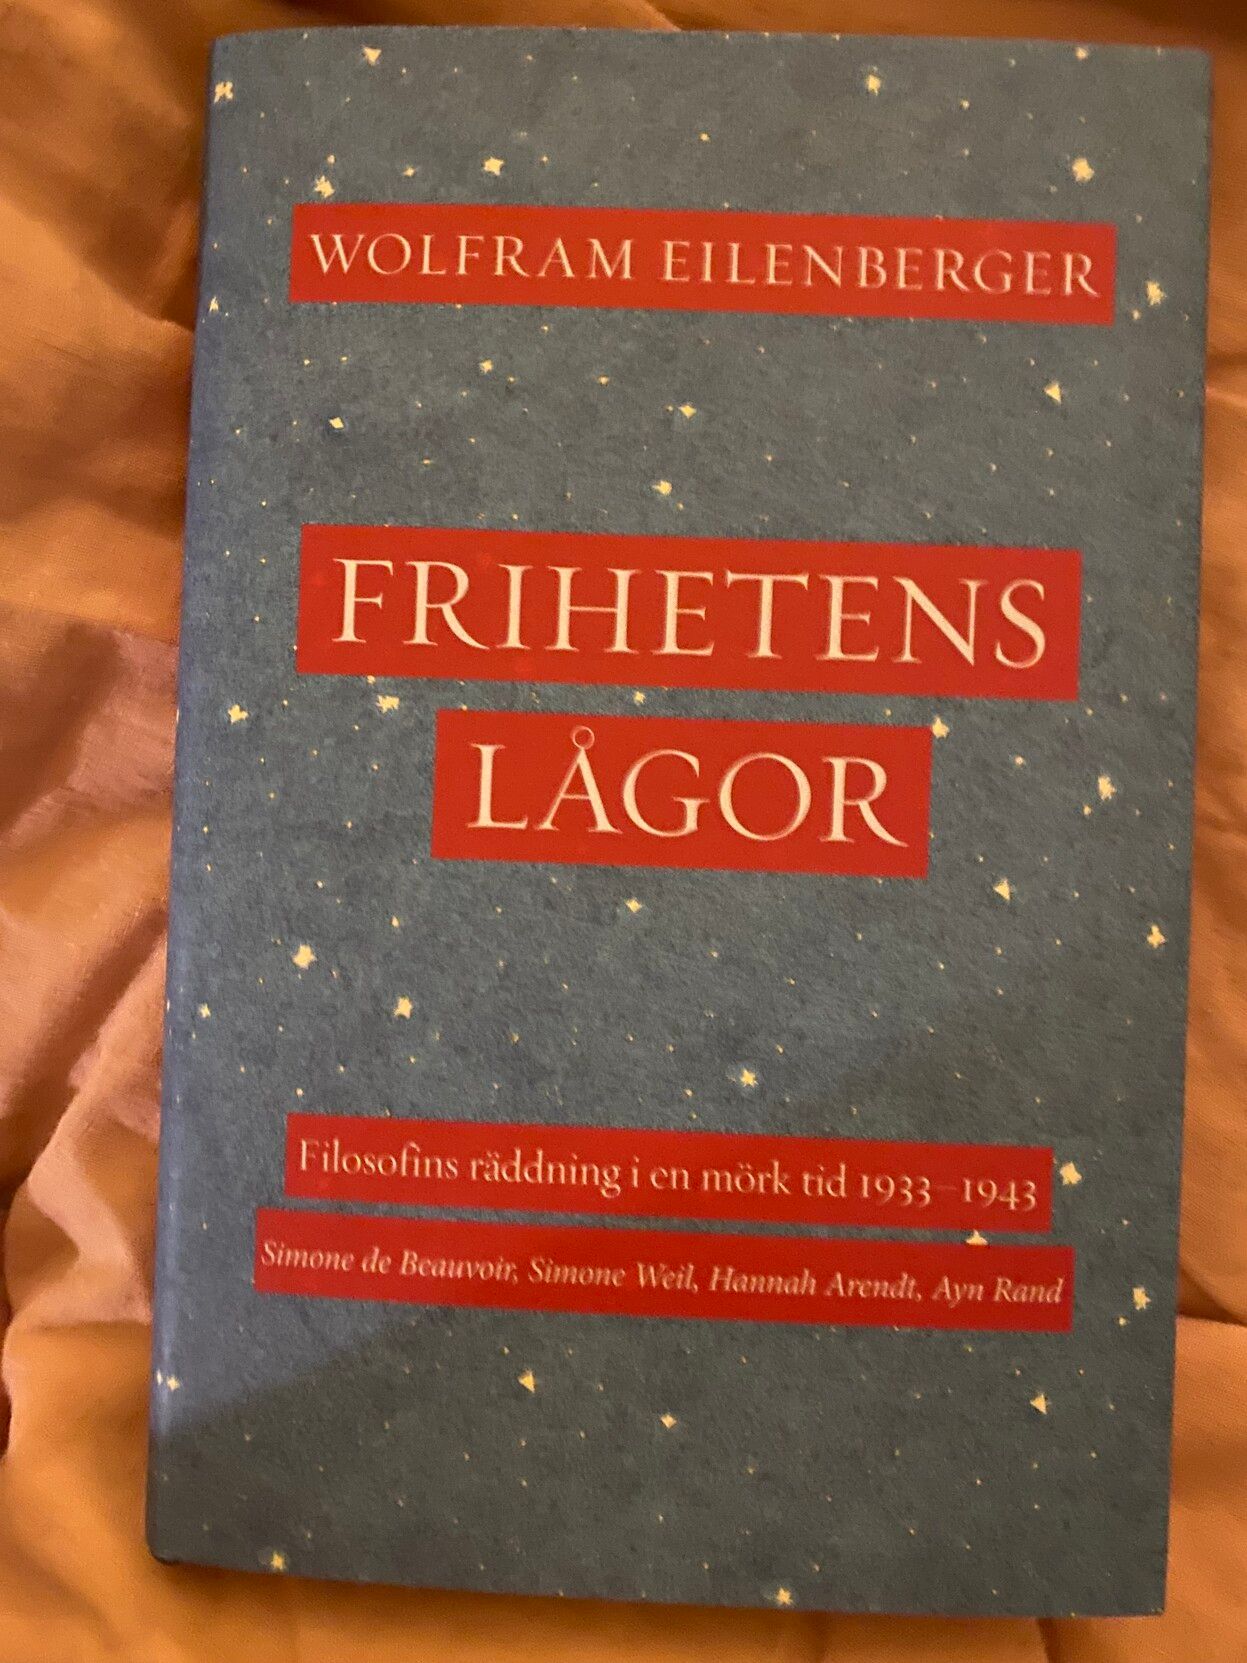 WOLFRAM EILENBERGER
FRIHETENS
LÅGOR
Filosofins räddning i en mörk tid 1933–1943
Simone de Beauvoir, Simone Weil, Hannah Arendt, Ayn Rand